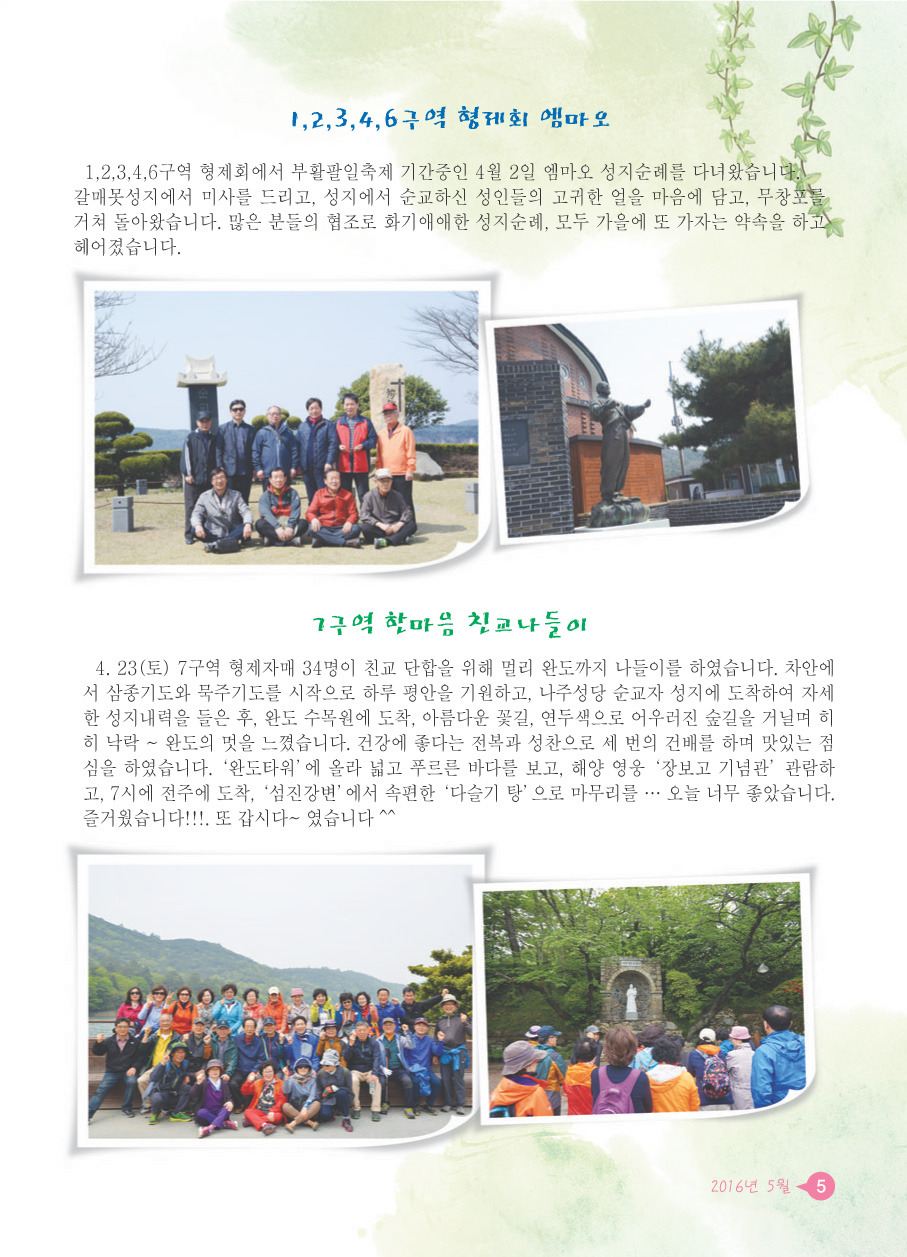 1,2,3,4,6구역 형제회 엠마오
1,2,3,4,6구역 형제회에서 부활팔일축제 기간중인 4월 2일 엠마오 성지순례를 다녀왔습니다.
갈매못성지에서 미사를 드리고, 성지에서 순교하신 성인들의 고귀한 얼을 마음에 담고, 무창포를
거쳐 돌아왔습니다. 많은 분들의 협조로 화기애애한 성지순례, 모두 가을에 또 가자는 약속을 하고
헤어졌습니다.
7구역 한마음 친교나들이
4. 23(토) 7구역 형제자매 34명이 친교 단합을 위해 멀리 완도까지 나들이를 하였습니다. 차안에
서 삼종기도와 묵주기도를 시작으로 하루 평안을 기원하고, 나주성당 순교자 성지에 도착하여 자세
한 성지내력을 들은 후, 완도 수목원에 도착, 아름다운 꽃길, 연두색으로 어우러진 숲길을 거닐며 히
히 낙락 ~ 완도의 멋을 느꼈습니다. 건강에 좋다는 전복과 성찬으로 세 번의 건배를 하며 맛있는 점
심을 하였습니다. ‘완도타워’에 올라 넓고 푸르른 바다를 보고, 해양 영웅 ‘장보고 기념관’ 관람하
고, 7시에 전주에 도착, ‘섬진강변’에서 속편한 ‘다슬기 탕’으로 마무리를 … 오늘 너무 좋았습니다.
즐거웠습니다!!!. 또 갑시다~ 였습니다 ^^
2016년 5월 5